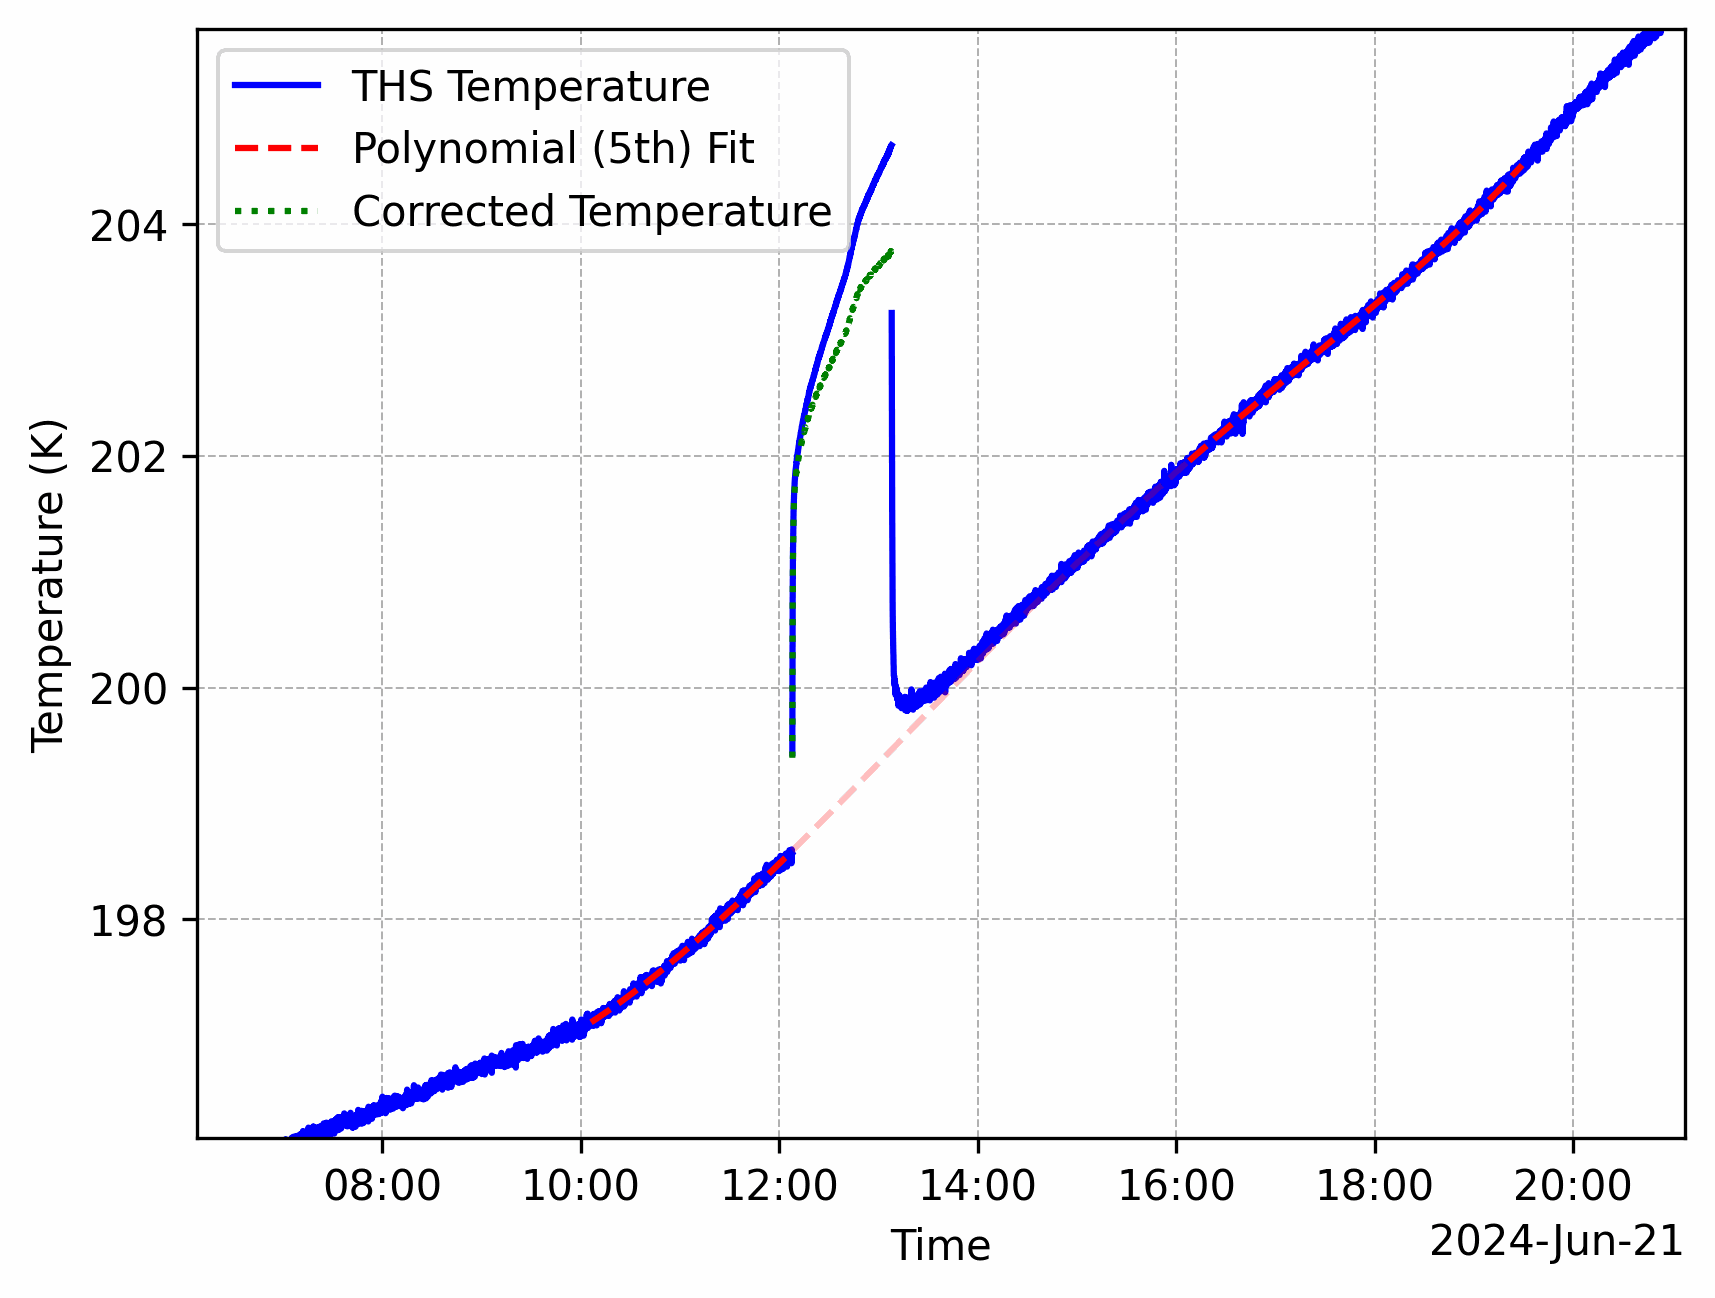 THS Temperature
Polynomial (5th) Fit
Corrected Temperature
204
202
200
198
Temperature (K)
08:00 10:00 12:00 14:00 16:00 18:00 20:00
Time
2024-Jun-21